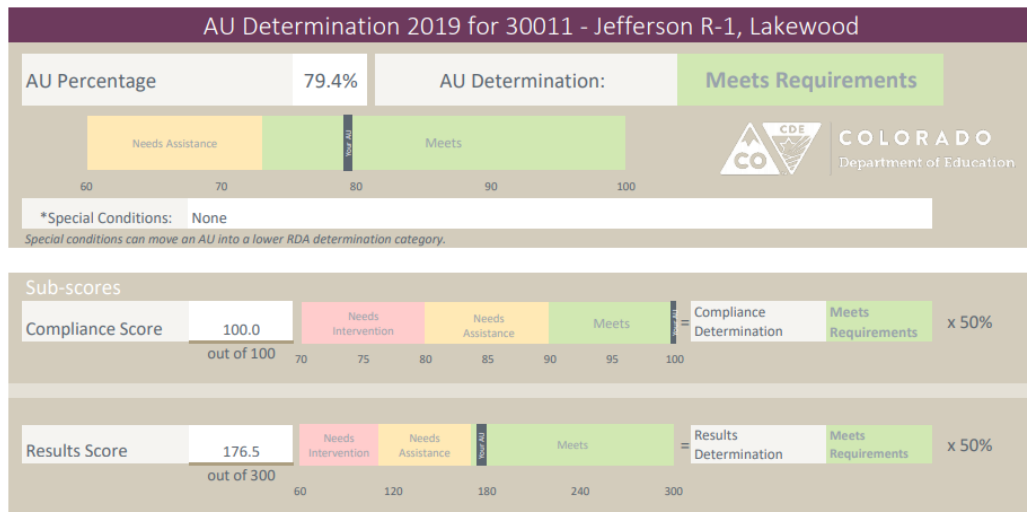 AU Determination 2019 for 30011 - Jefferson R-1, Lakewood
AU Percentage 79.4% AU Determination: Meets Requirements
Needs Assistance Your AU Meets
60 70 80 90 100
CDE
CO
COLORADO
Department of Education
*Special Conditions: None
Special conditions can move an AU into a lower RDA determination category.
Sub-scores
Compliance Score 100.0
out of 100
Needs
Intervention
Needs
Assistance
Meets
Your AU
70 75 80 85 90 95 100
=
Compliance
Determination
Meets
Requirements
x 50%
Results Score 176.5
out of 300
Needs
Intervention
Needs
Assistance
Your AU
Meets
60 120 180 240 300
=
Results
Determination
Meets
Requirements
x 50%